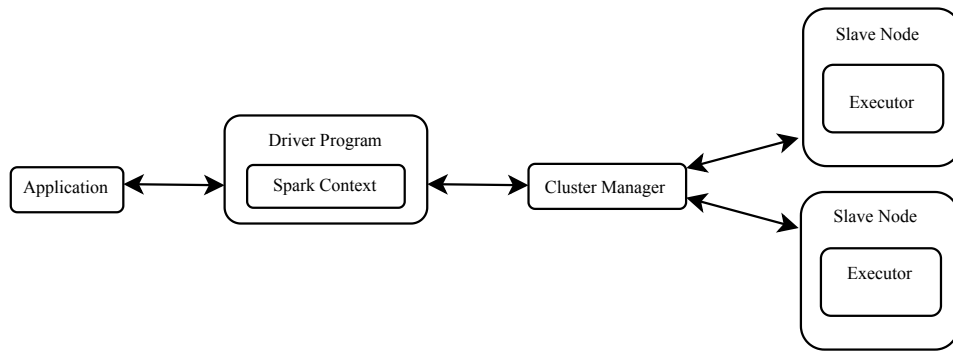 Slave Node
Executor
Driver Program
Spark Context
Application
Cluster Manager
Slave Node
Executor